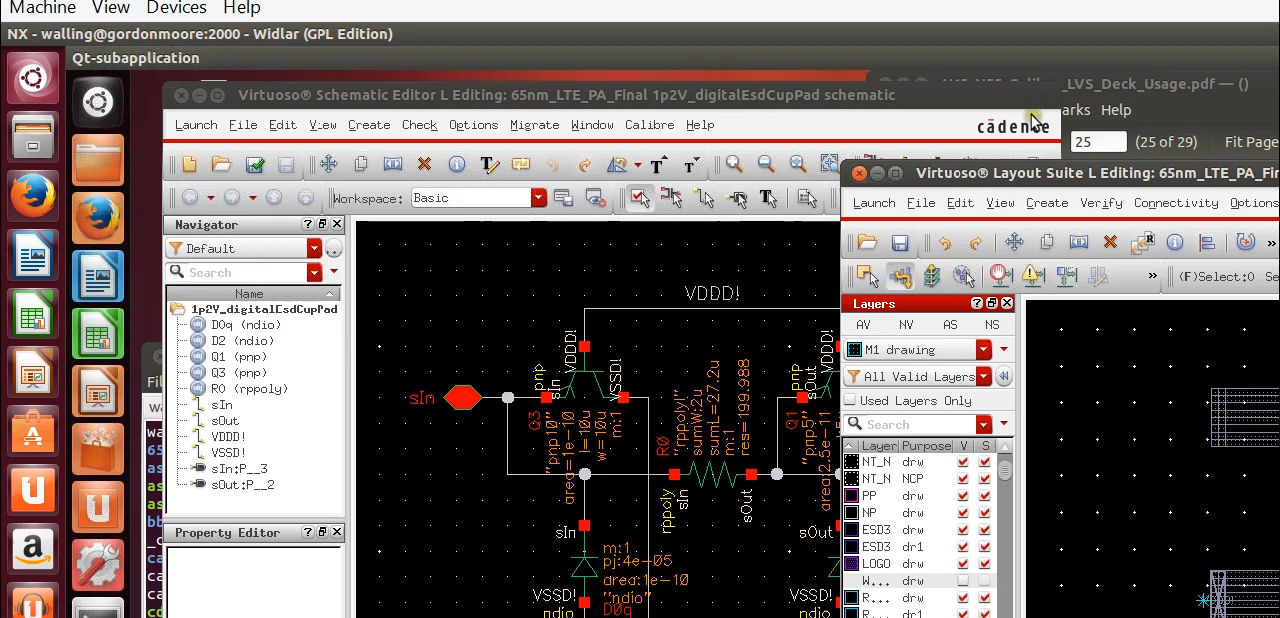 Machine View Devices Help
NX - walling@gordonmoore:2000 - Widlar (GPL Edition)
Qt-subapplication
Virtuoso® Schematic Editor L Editing: 65nm_LTE_PA_Final 1p2V_digitalEsdCupPad schematic
_LVS_Deck_Usage.pdf — ()
Launch File Edit View Create Check Options Migrate Window Calibre Help
cādence
arks Help
25 (25 of 29) Fit Page
Virtuoso® Layout Suite L Editing: 65nm_LTE_PA_Fin
Launch File Edit View Create Verify Connectivity Options
Workspace: Basic
Navigator
Default
Search
Name
1p2V_digitalEsdCupPad
D0q (ndio)
D2 (ndio)
Q1 (pnp)
Q3 (pnp)
R0 (rppoly)
sIn
sOut
VDDD!
VSSD!
sIn:P__3
sOut:P__2
Property Editor
VDDD!
sIn
pnp
sIn
VDDD!
VSSD!
Q3
"pnp10"
area=1e-10
l=10u
w=10u
m:1
R0
"rppolyl"
sumW:2u
sumL=27.2u
m:1
res=199.988
rppoly
sIn
sOut
pnp
sOut
VDDD!
Q1
"pnp5"
area=2.5e-11
sIn
m:1
pj:4e-05
area:1e-10
"ndio"
D0q
VSSD!
ndio
sOut
VSSD!
ndio
(F)Select:0 Se
Layers
AV NV AS NS
M1 drawing
All Valid Layers
Used Layers Only
Search
Layer Purpose V S
NT_N drw
NT_N NCP
PP drw
NP drw
ESD3 drw
ESD3 dr1
LOGO drw
W... drw
R... drw
R... dr1